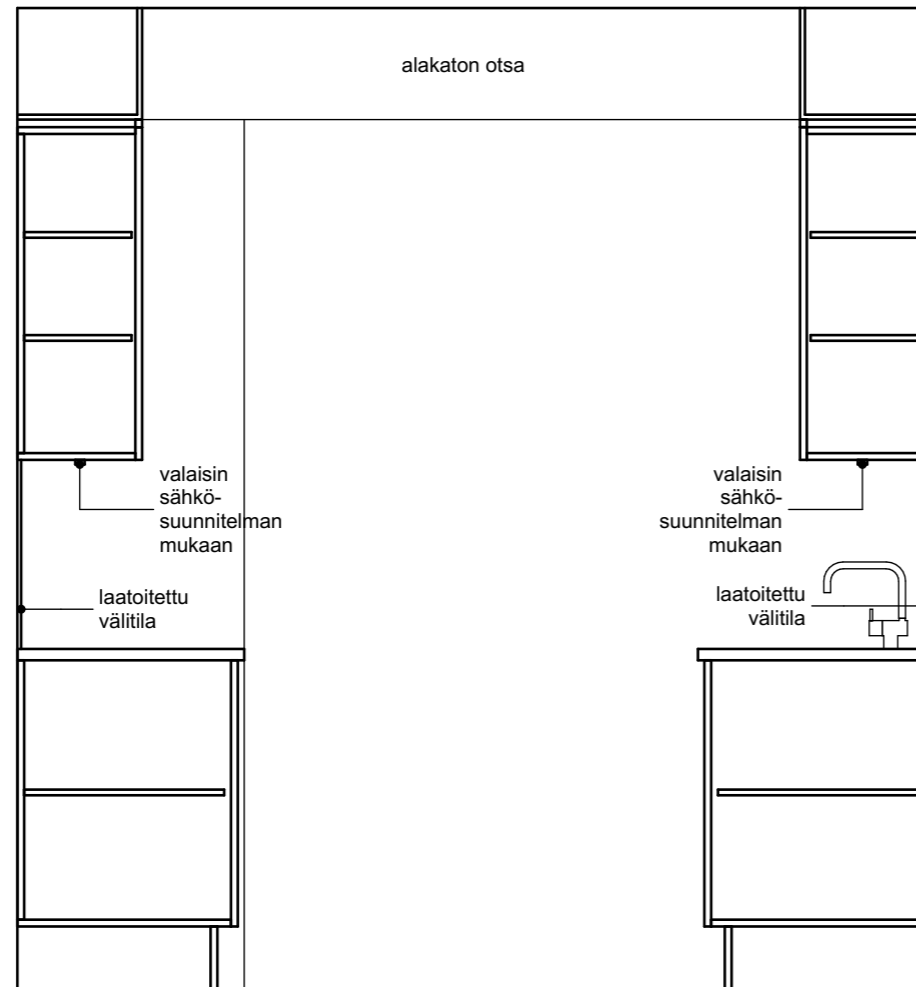 alakaton otsa
valaisin
sähkö-
suunnitelman
mukaan
valaisin
sähkö-
suunnitelman
mukaan
laatoitettu
välitila
laatoitettu
välitila